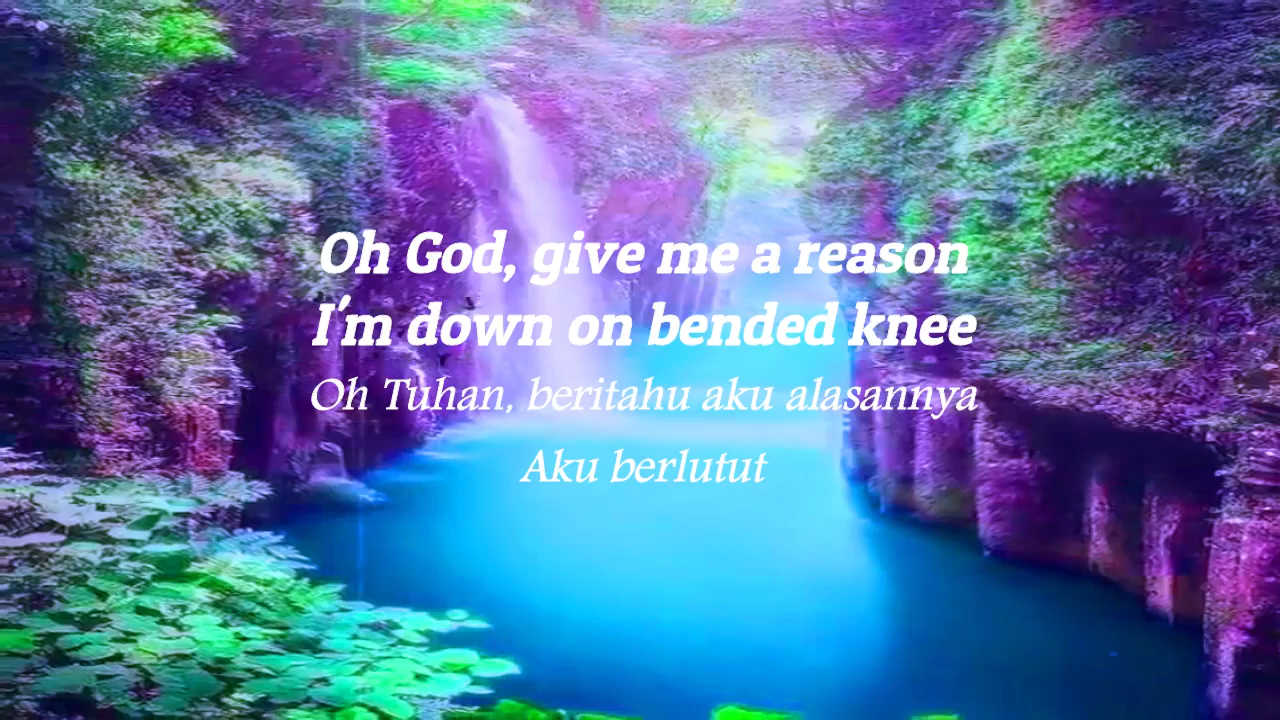 Oh God, give me a reason
I'm down on bended knee
Oh Tuhan, beritahu aku alasannya
Aku berlutut